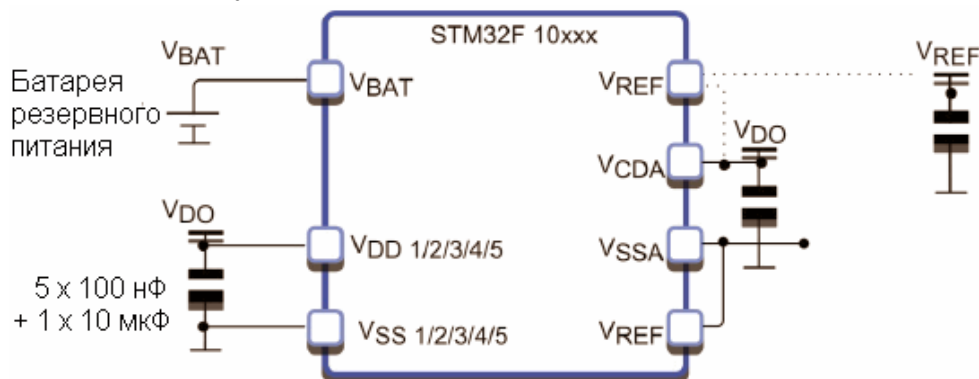 STM32F 10xxx
VBAT
Батарея
резервного
питания
VBAT
VREF
VREF
VCDA
VDO
VDO
VDD 1/2/3/4/5
VSSA
5 x 100 нФ
+ 1 x 10 мкФ
VSS 1/2/3/4/5
VREF